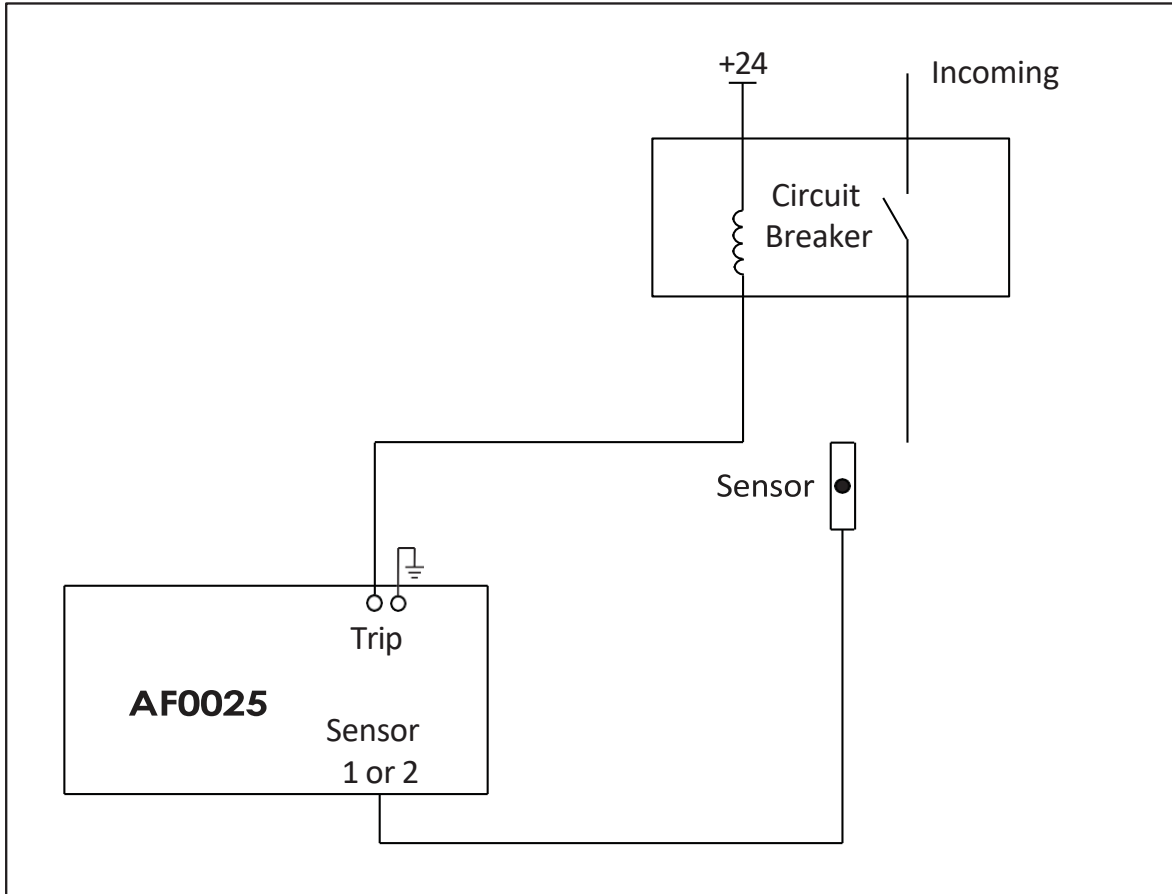 +24
Incoming
Circuit
Breaker
Sensor
Trip
AF0025
Sensor
1 or 2